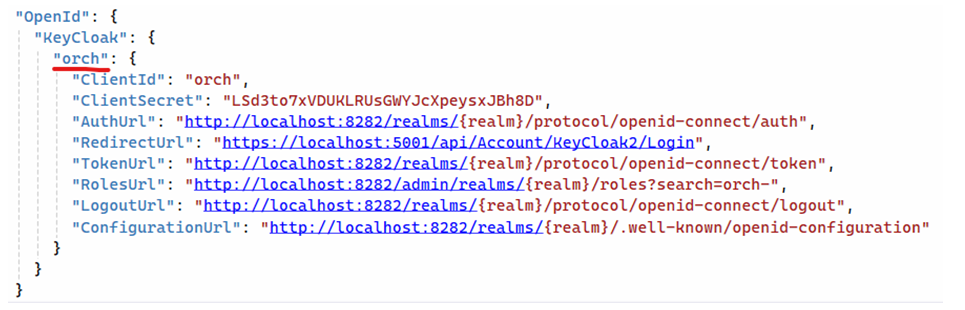 "OpenId": {
"KeyCloak": {
"orch": {
"ClientId": "orch",
"ClientSecret": "LSd3to7xVDUKLRUsGWYJcXpeysxJBh8D",
"AuthUrl": "http://localhost:8282/realms/{realm}/protocol/openid-connect/auth",
"RedirectUrl": "https://localhost:5001/api/Account/KeyCloak2/Login",
"TokenUrl": "http://localhost:8282/realms/{realm}/protocol/openid-connect/token",
"RolesUrl": "http://localhost:8282/admin/realms/{realm}/roles?search=orch-",
"LogoutUrl": "http://localhost:8282/realms/{realm}/protocol/openid-connect/logout",
"ConfigurationUrl": "http://localhost:8282/realms/{realm}/.well-known/openid-configuration"
}
}
}